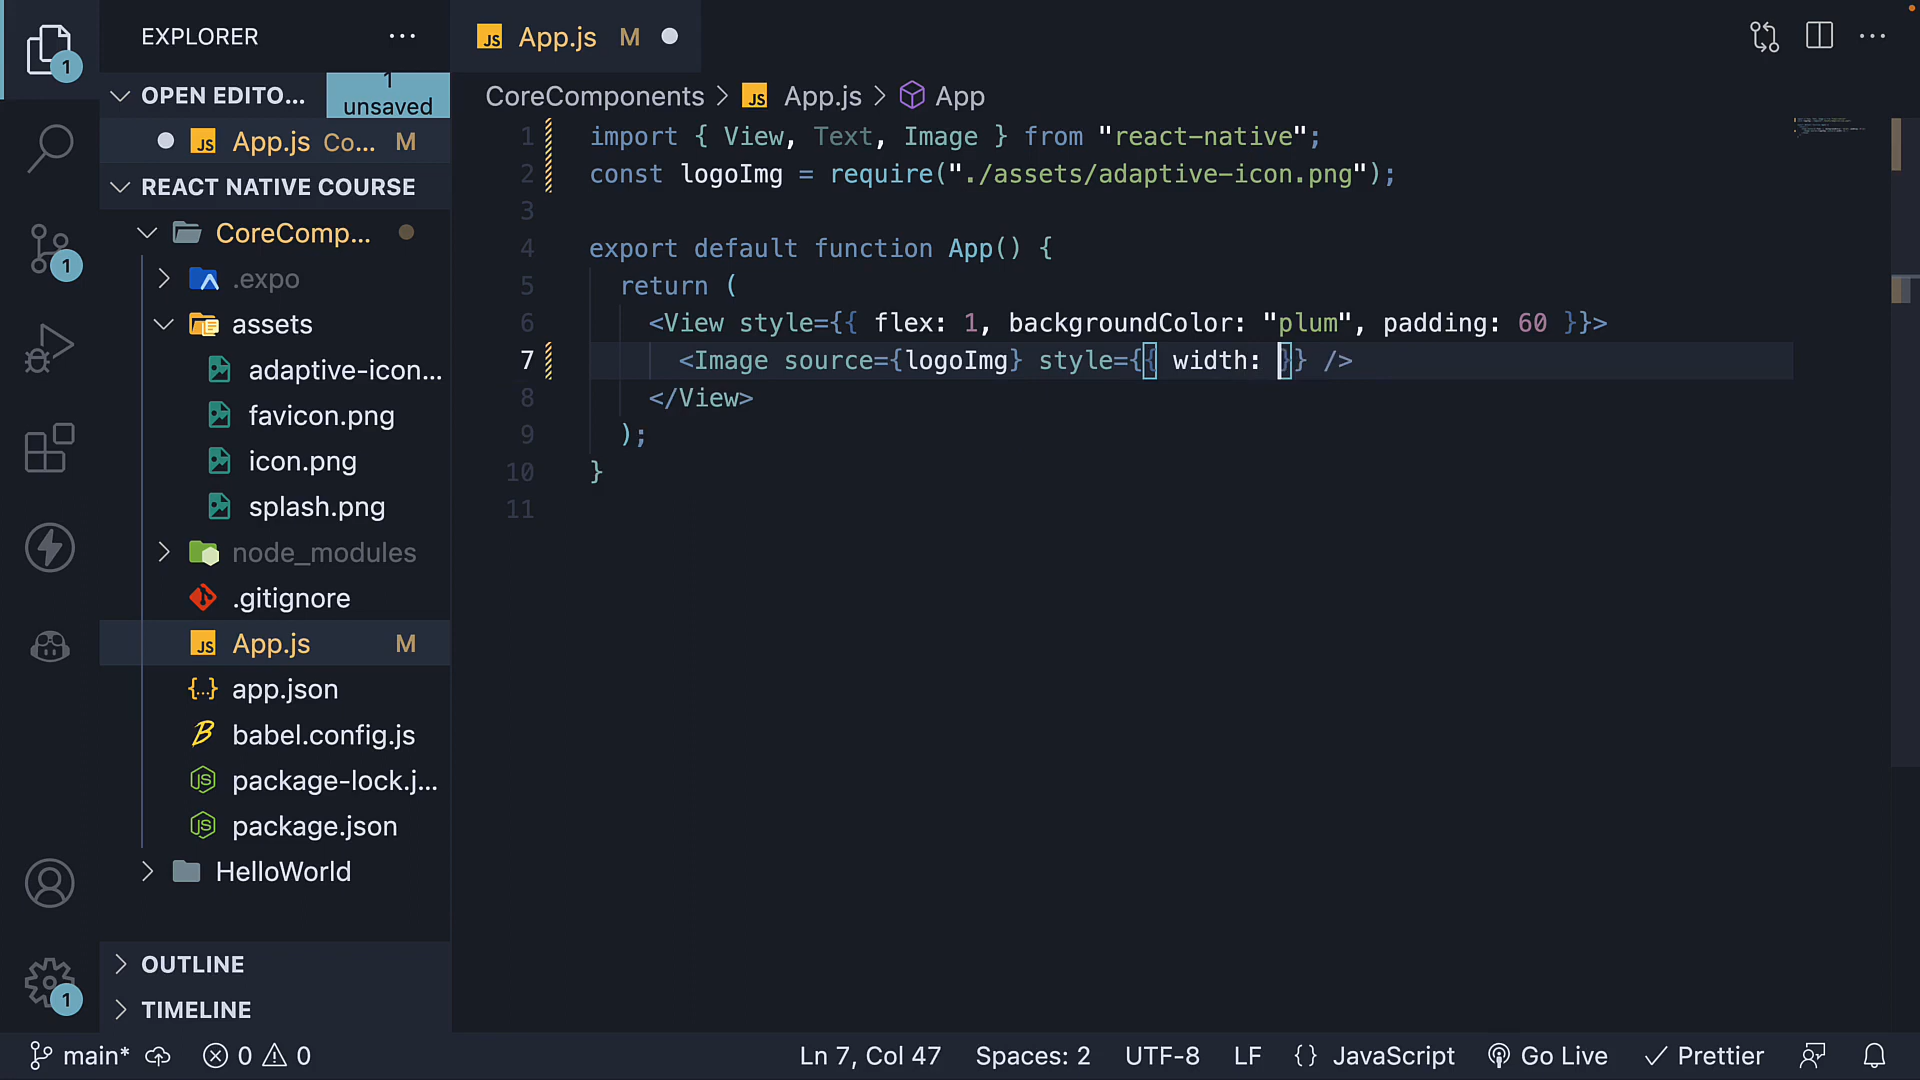 EXPLORER
App.js M
1
OPEN EDITO...
1 unsaved
App.js Co... M
REACT NATIVE COURSE
CoreComp...
.expo
assets
adaptive-icon...
favicon.png
icon.png
splash.png
node_modules
.gitignore
App.js M
app.json
babel.config.js
package-lock.j...
package.json
HelloWorld
OUTLINE
TIMELINE
1
1
CoreComponents > JS App.js > App
1 import { View, Text, Image } from "react-native";
2 const logoImg = require("./assets/adaptive-icon.png");
3
4 export default function App() {
5 return (
6 <View style={{ flex: 1, backgroundColor: "plum", padding: 60 }}>
7 <Image source={logoImg} style={{ width: }} />
8 </View>
9 );
10 }
11
main* 0 0 Ln 7, Col 47 Spaces: 2 UTF-8 LF {} JavaScript Go Live Prettier